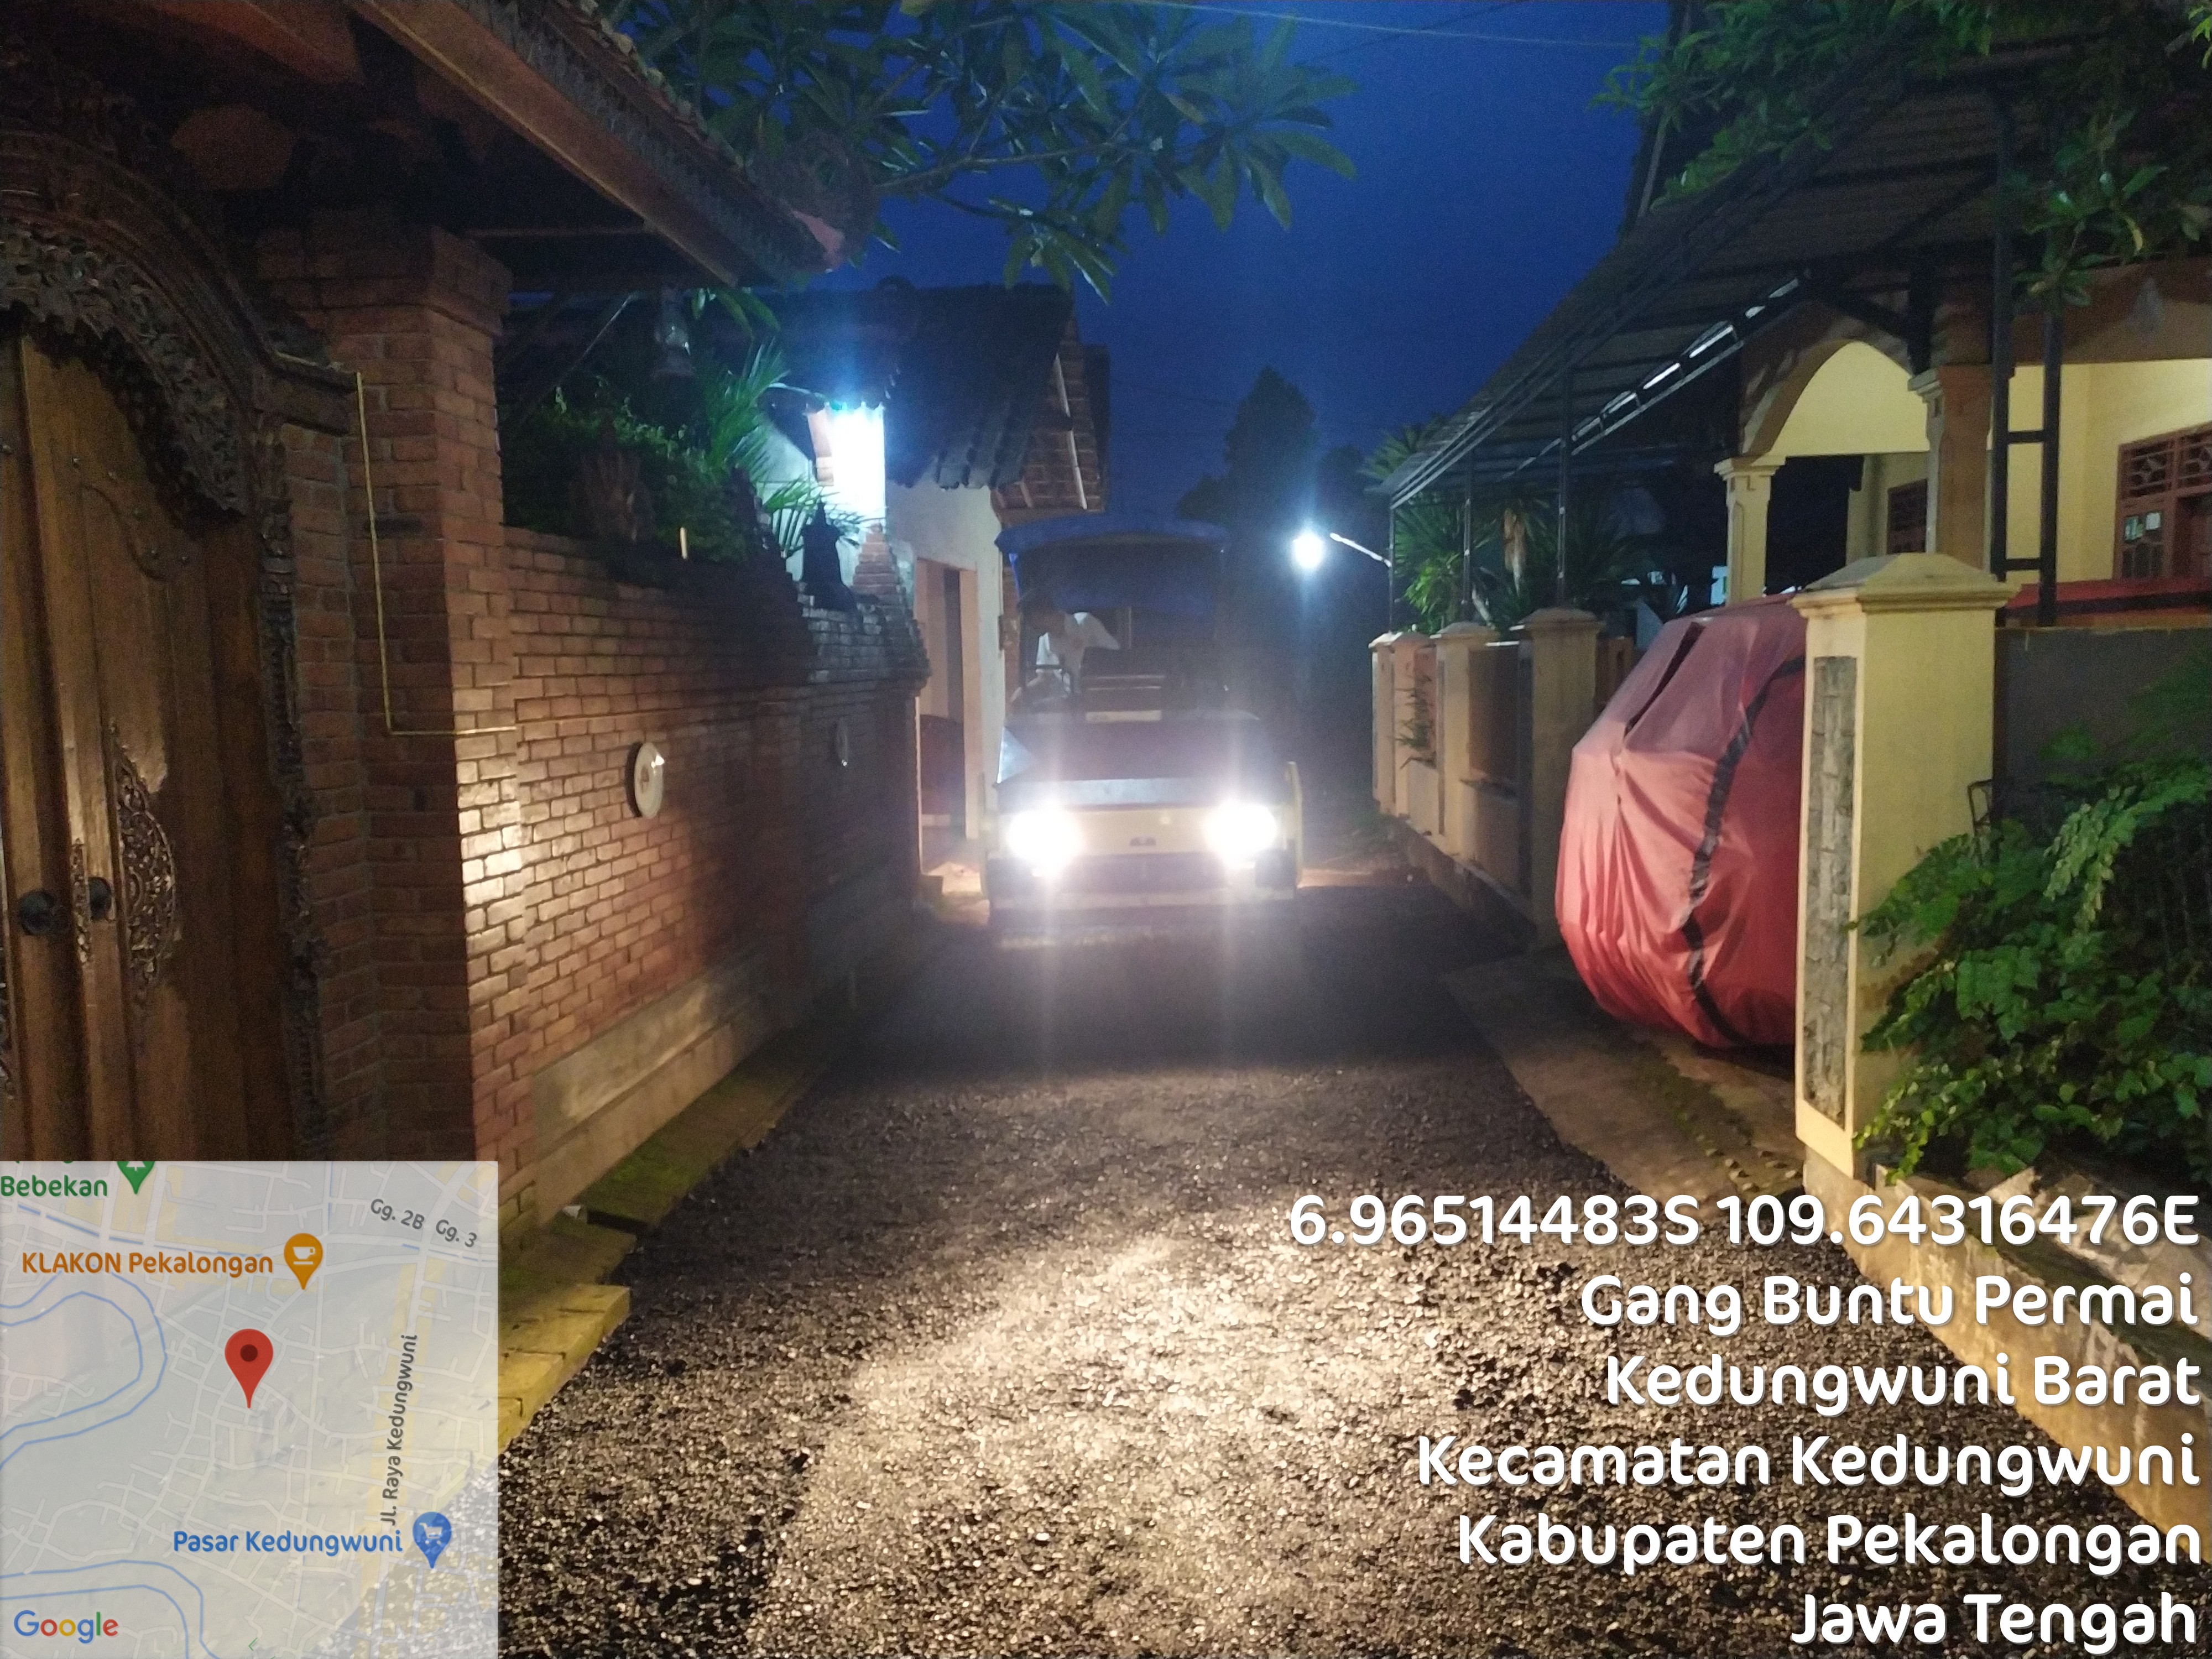 Bebekan
Gg. 2B Gg. 3
KLAKON Pekalongan
JL. Raya Kedungwuni
Pasar Kedungwuni
Google
6.96514483S 109.64316476E
Gang Buntu Permai
Kedungwuni Barat
Kecamatan Kedungwuni
Kabupaten Pekalongan
Jawa Tengah